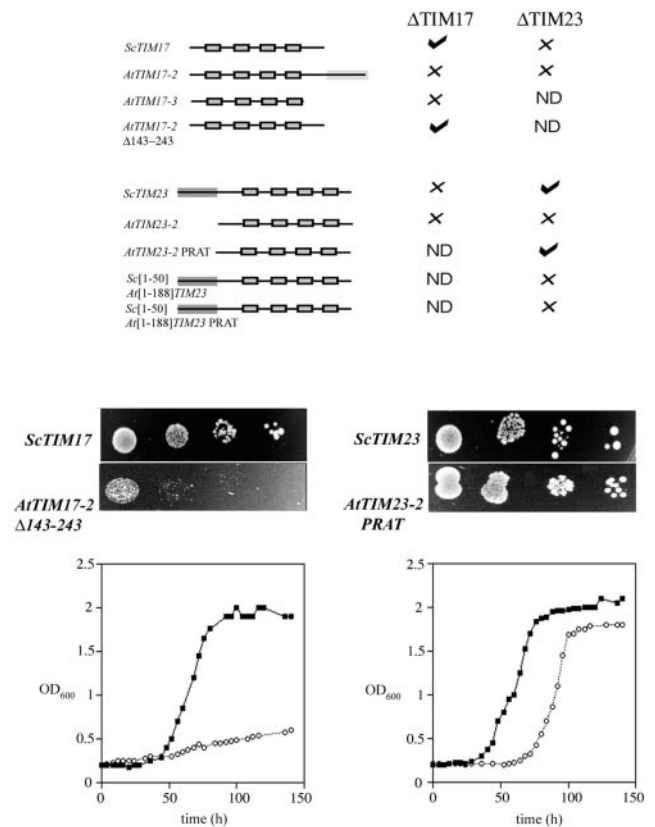 ΔTIM17 ΔTIM23
ScTIM17
AtTIM17-2
AtTIM17-3 ND
AtTIM17-2 ND
Δ143-243
ScTIM23
AtTIM23-2
AtTIM23-2 PRAT ND
Sc[1-50] ND
At[1-188]TIM23
Sc[1-50] ND
At[1-188]TIM23 PRAT
ScTIM17 ScTIM23
AtTIM17-2 AtTIM23-2
Δ143-243 PRAT
2.5 2.5
2 2
1.5 1.5
OD600 OD600
1 1
0.5 0.5
0 0
0 50 100 150 0 50 100 150
time (h) time (h)